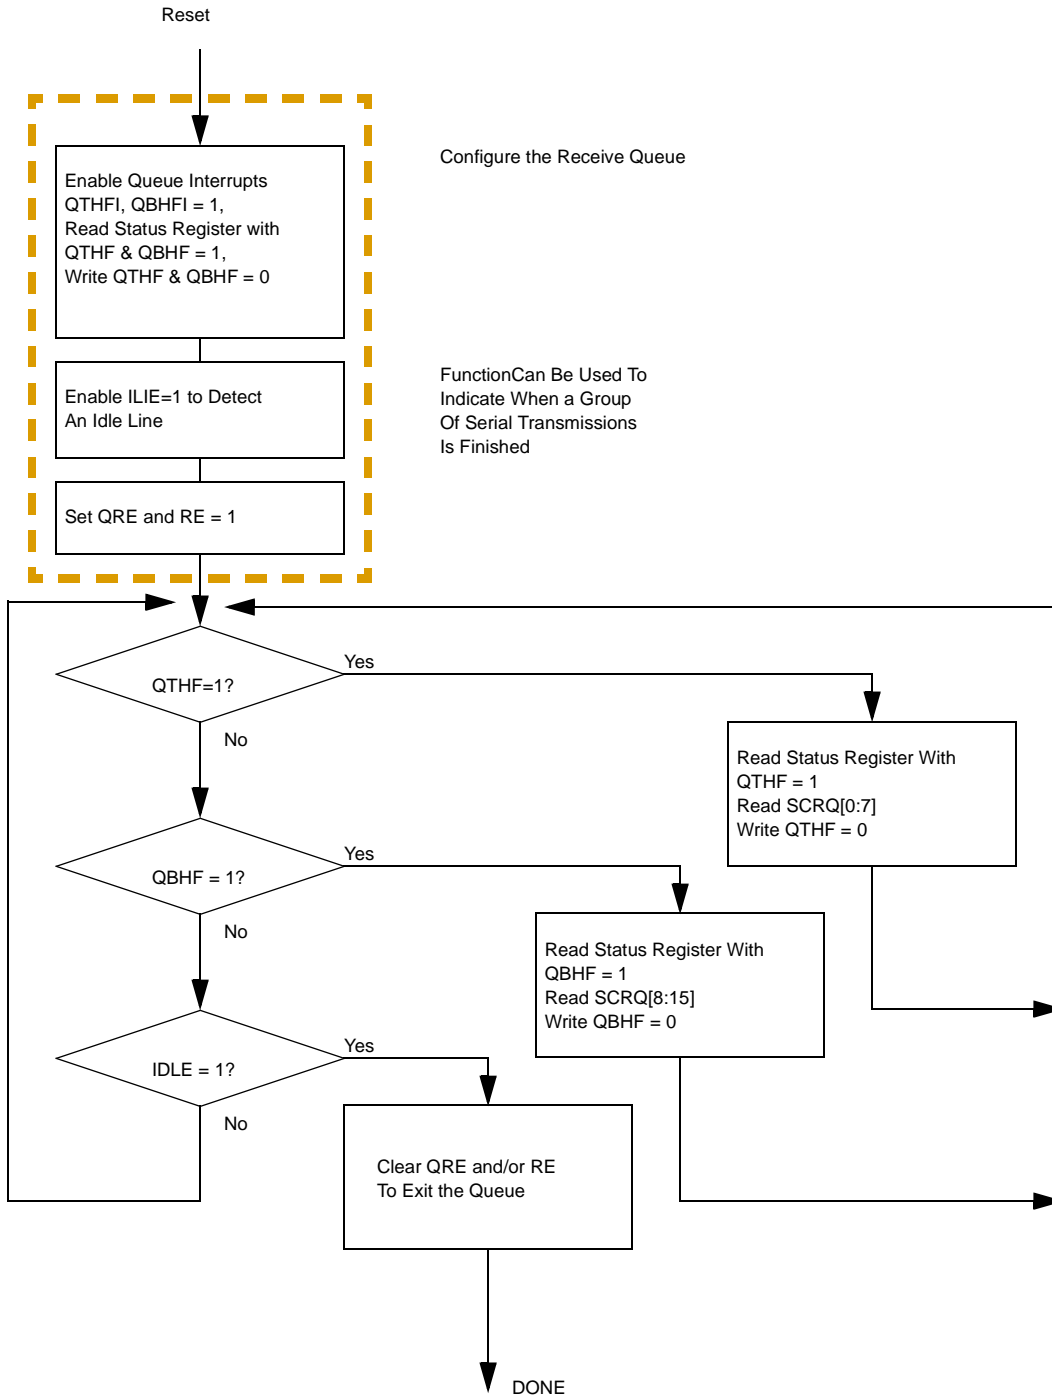 Reset
Configure the Receive Queue
Enable Queue Interrupts
QTHFI, QBHFI = 1,
Read Status Register with
QTHF & QBHF = 1,
Write QTHF & QBHF = 0
Enable ILIE=1 to Detect
An Idle Line
FunctionCan Be Used To
Indicate When a Group
Of Serial Transmissions
Is Finished
Set QRE and RE = 1
QTHF=1?
Yes
No
Read Status Register With
QTHF = 1
Read SCRQ[0:7]
Write QTHF = 0
QBHF = 1?
Yes
No
Read Status Register With
QBHF = 1
Read SCRQ[8:15]
Write QBHF = 0
IDLE = 1?
Yes
No
Clear QRE and/or RE
To Exit the Queue
DONE